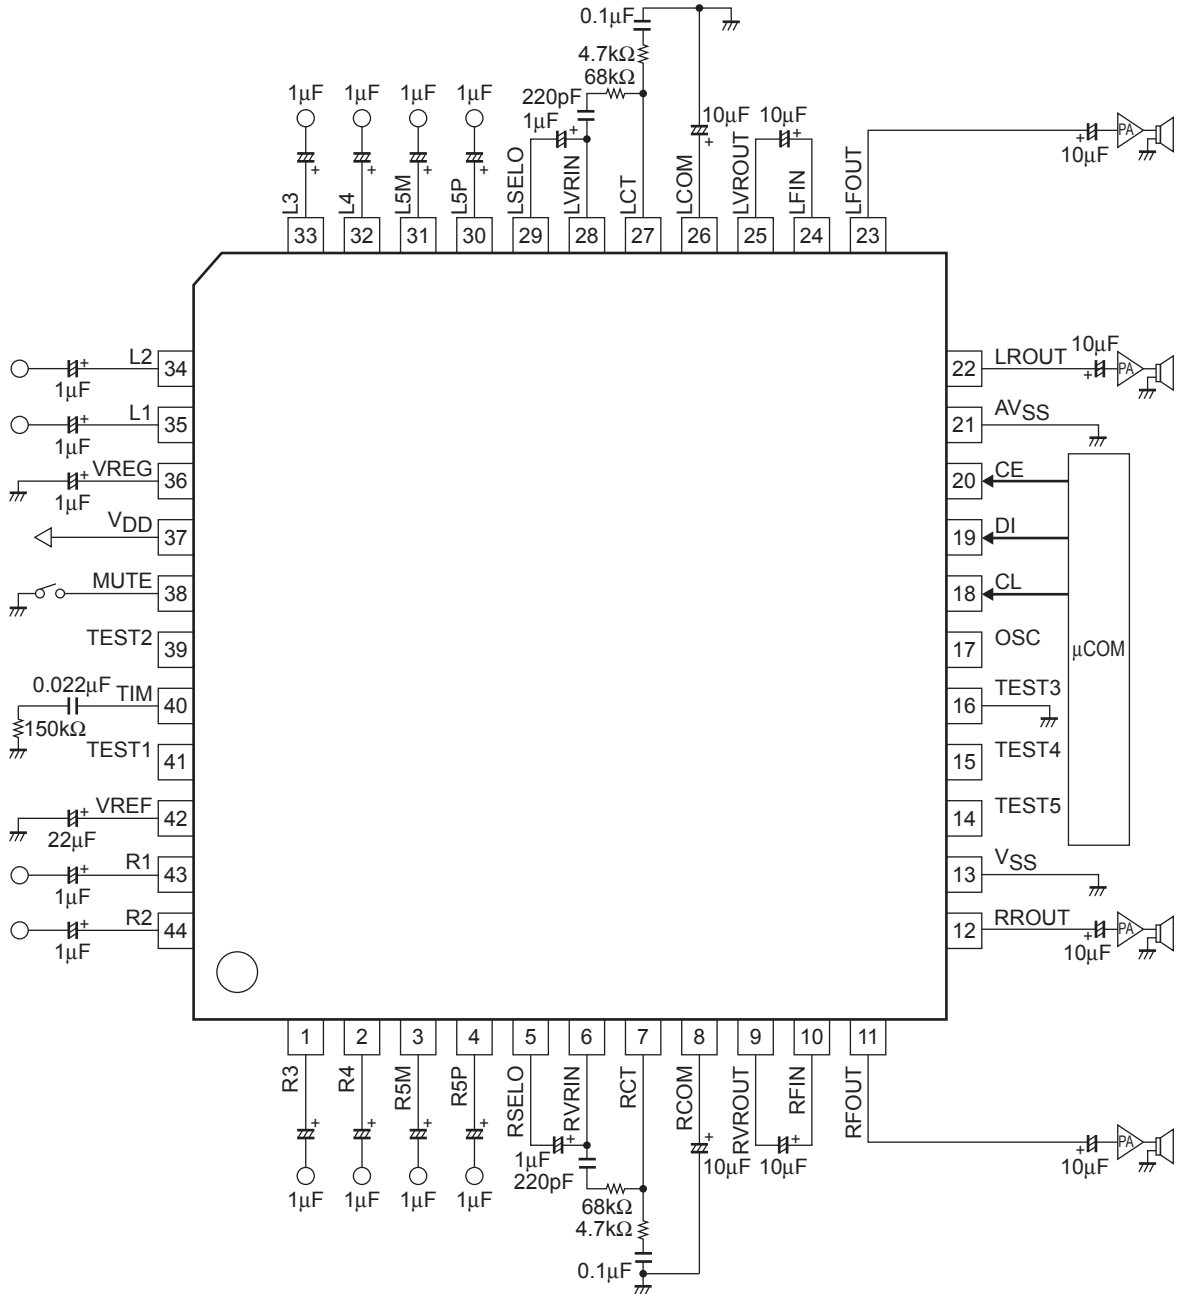 0.1µF
4.7kΩ
68kΩ
1µF 1µF 1µF 1µF
220pF
1µF +
10µF
10µF
+
+
PA
+
10µF
+ + + +
L3
L4
L5M
L5P
LSELO
LVRIN
LCT
LCOM
LVROUT
LFIN
LFOUT
33 32 31 30 29 28 27 26 25 24 23
+ L2 34
1µF
+ L1 35
1µF
+ VREG 36
1µF
VDD 37
MUTE 38
TEST2 39
0.022µF TIM 40
150kΩ
TEST1 41
+ VREF 42
22µF
+ R1 43
1µF
+ R2 44
1µF
22 LROUT 10µF
+ PA
21 AVSS
20 CE
19 DI
18 CL
17 OSC
µCOM
16 TEST3
15 TEST4
14 TEST5
13 VSS
12 RROUT
+ PA
10µF
1 2 3 4 5 6 7 8 9 10 11
R3
R4
R5M
R5P
RSELO
RVRIN
RCT
RCOM
RVROUT
RFIN
RFOUT
+ + + +
1µF 1µF 1µF 1µF
+
1µF
220pF
68kΩ
4.7kΩ
0.1µF
+
10µF
+
10µF
+ PA
10µF